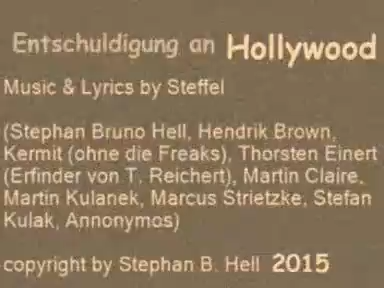 Entschuldigung an Hollywood
Music & Lyrics by Steffel
(Stephan Bruno Hell, Hendrik Brown,
Kermit (ohne die Freaks), Thorsten Einert
(Erfinder von T. Reichert), Martin Claire,
Martin Kulanek, Marcus Strietzke, Stefan
Kulak, Annonymos)
copyright by Stephan B. Hell 2015